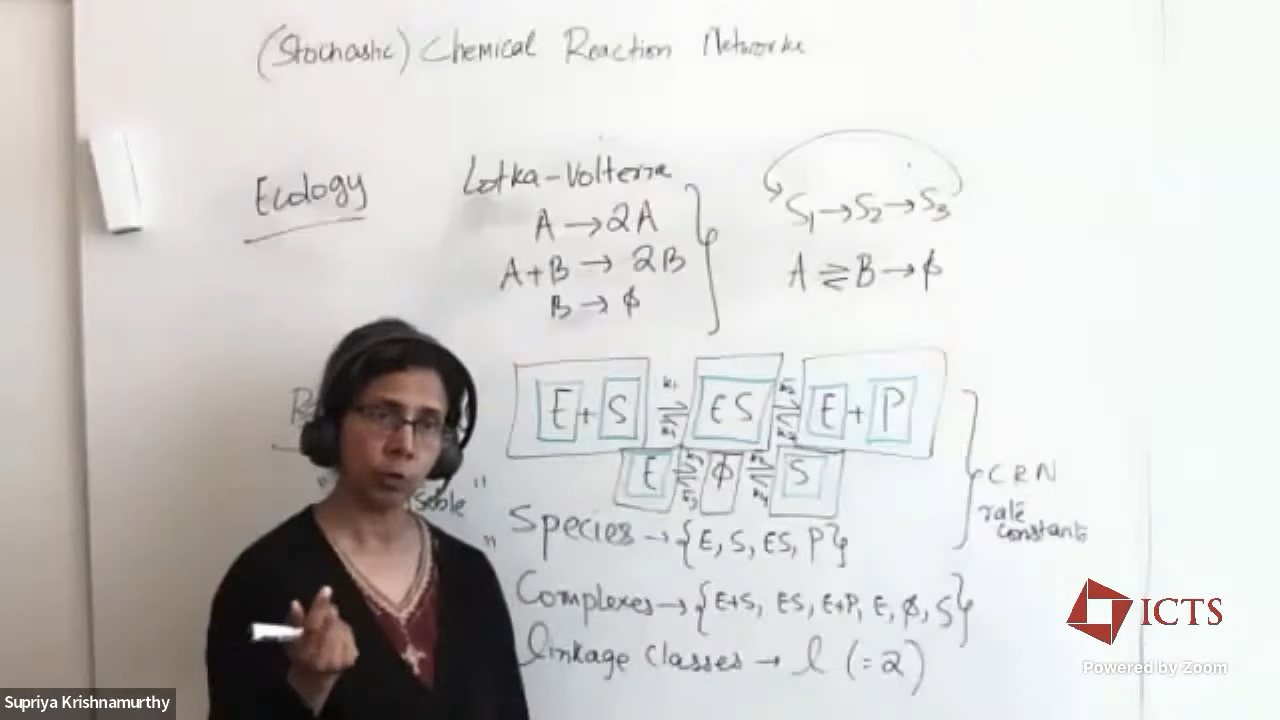 (Stochastic) Chemical Reaction Networks
Ecology
Lotka-Volterra
A → 2A
A+B → 2B
B → ϕ
S₁ → S₂ → S₃
A ⇌ B → ϕ
E + S k₁ ⇌ ES ⇌ E + P
E ⇌ ϕ ⇌ S
CRN
rate
constants
Species → {E, S, ES, P}
Complexes → {E+S, ES, E+P, E, ϕ, S}
linkage classes → l (=2)
ICTS
Powered by Zoom
Supriya Krishnamurthy